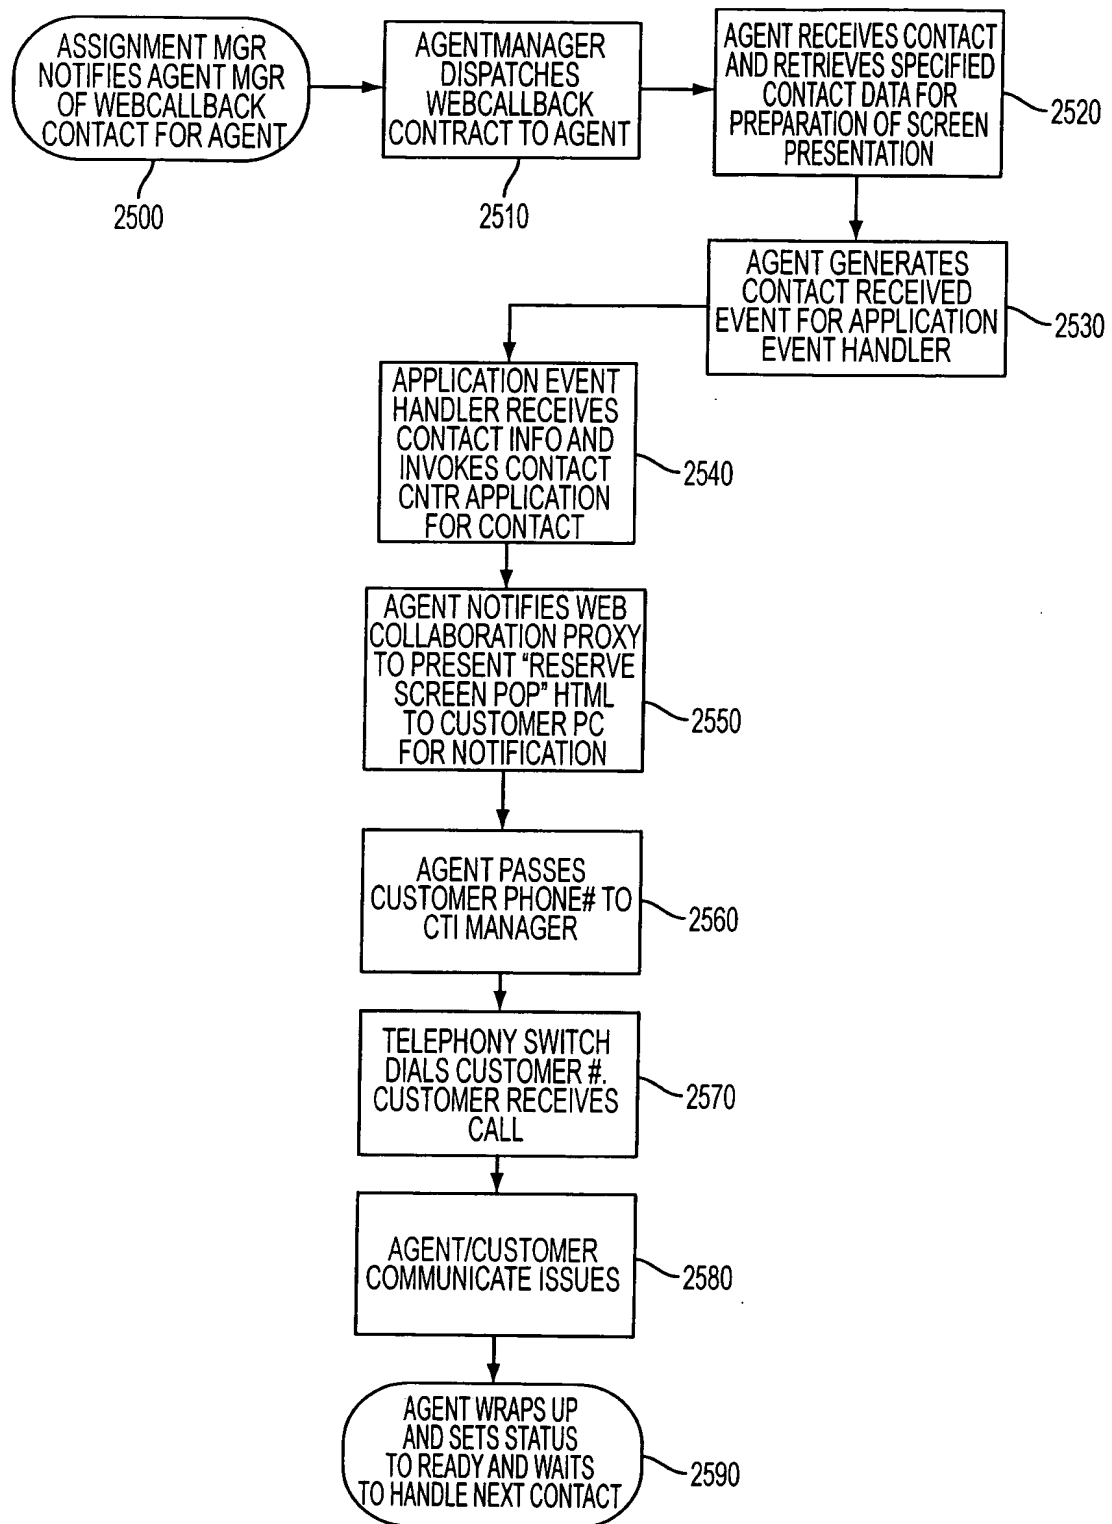 ASSIGNMENT MGR
NOTIFIES AGENT MGR
OF WEBCALLBACK
CONTACT FOR AGENT
2500
AGENTMANAGER
DISPATCHES
WEBCALLBACK
CONTRACT TO AGENT
2510
AGENT RECEIVES CONTACT
AND RETRIEVES SPECIFIED
CONTACT DATA FOR
PREPARATION OF SCREEN
PRESENTATION
2520
AGENT GENERATES
CONTACT RECEIVED
EVENT FOR APPLICATION
EVENT HANDLER
2530
APPLICATION EVENT
HANDLER RECEIVES
CONTACT INFO AND
INVOKES CONTACT
CNTR APPLICATION
FOR CONTACT
2540
AGENT NOTIFIES WEB
COLLABORATION PROXY
TO PRESENT "RESERVE
SCREEN POP" HTML
TO CUSTOMER PC
FOR NOTIFICATION
2550
AGENT PASSES
CUSTOMER PHONE# TO
CTI MANAGER
2560
TELEPHONY SWITCH
DIALS CUSTOMER #.
CUSTOMER RECEIVES
CALL
2570
AGENT/CUSTOMER
COMMUNICATE ISSUES
2580
AGENT WRAPS UP
AND SETS STATUS
TO READY AND WAITS
TO HANDLE NEXT CONTACT
2590